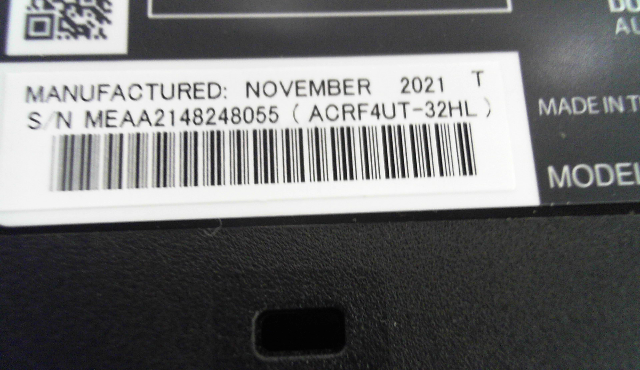 MANUFACTURED: NOVEMBER 2021 T
S/N MEAA2148248055 ( ACRF4UT-32HL )
MADE IN T
MODEL